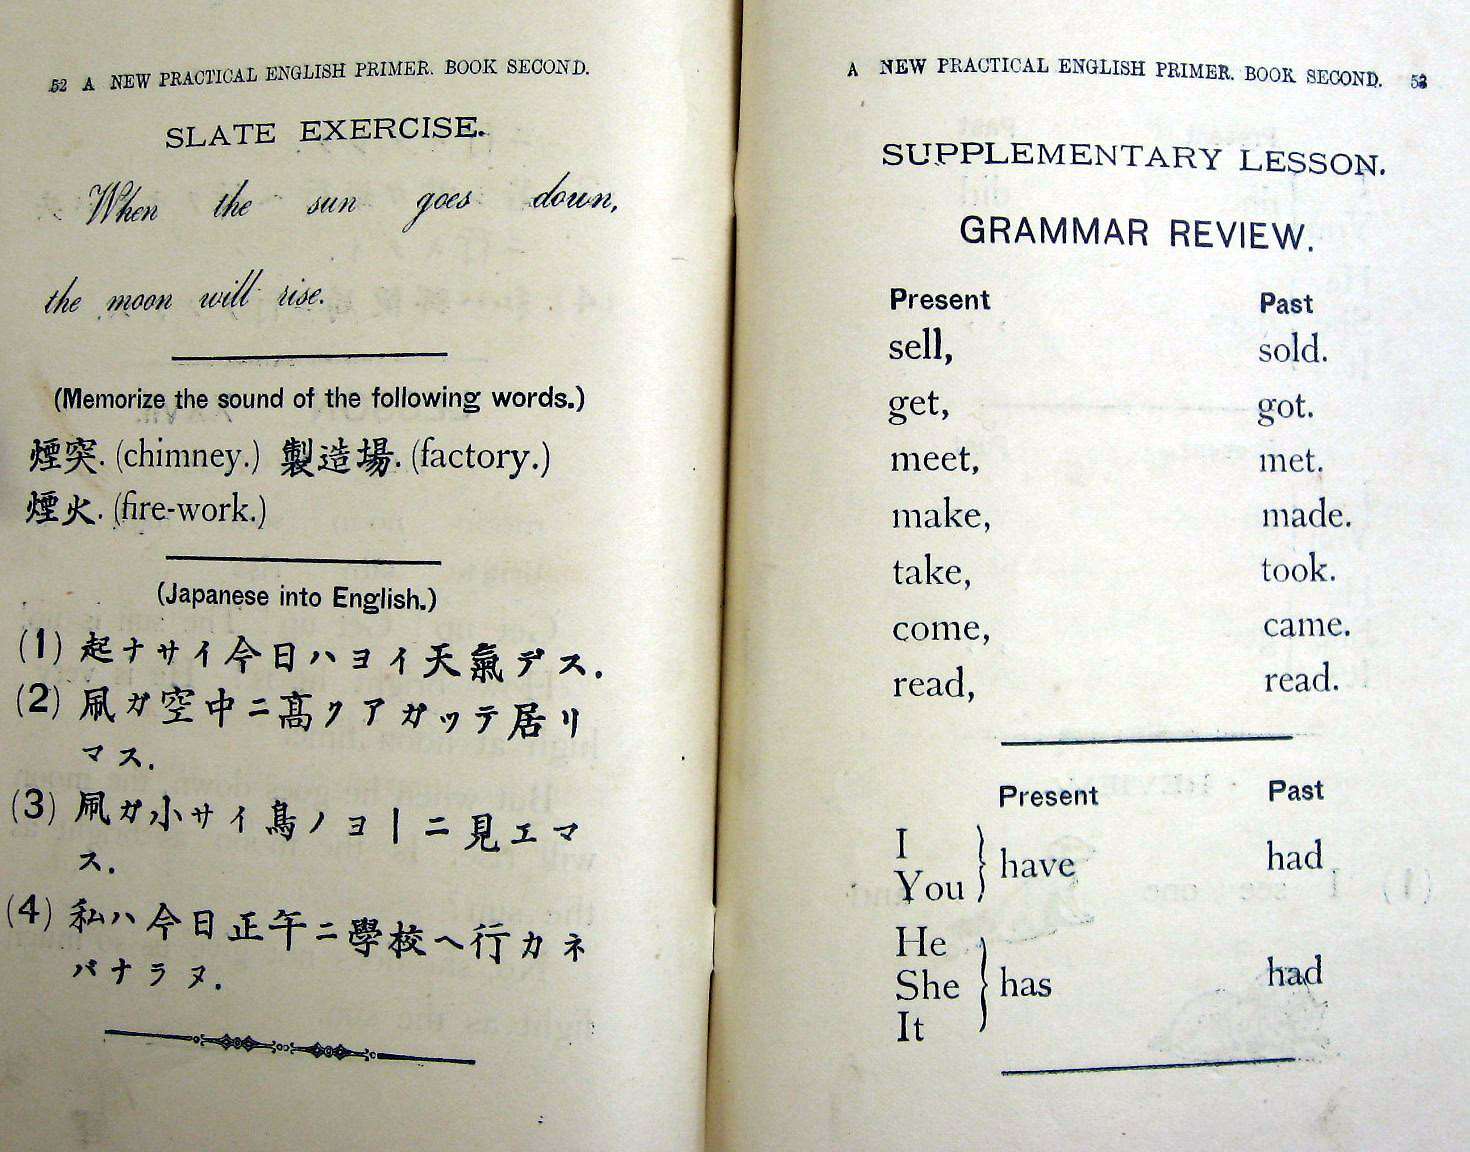 52 A NEW PRACTICAL ENGLISH PRIMER. BOOK SECOND.
SLATE EXERCISE.
When the sun goes down,
the moon will rise.
(Memorize the sound of the following words.)
煙突. (chimney.) 製造場. (factory.)
煙火. (fire-work.)
(Japanese into English.)
(1) 起ナサイ今日ハヨイ天氣デス.
(2) 凧ガ空中ニ高クアガッテ居リ
マス.
(3) 凧ガ小サイ鳥ノヨーニ見エマ
ス.
(4) 私ハ今日正午ニ學校ヘ行カネ
バナラヌ.
A NEW PRACTICAL ENGLISH PRIMER. BOOK SECOND. 53
SUPPLEMENTARY LESSON.
GRAMMAR REVIEW.
Present Past
sell, sold.
get, got.
meet, met.
make, made.
take, took.
come, came.
read, read.
Present Past
I
You
have had
He
She
It
has had